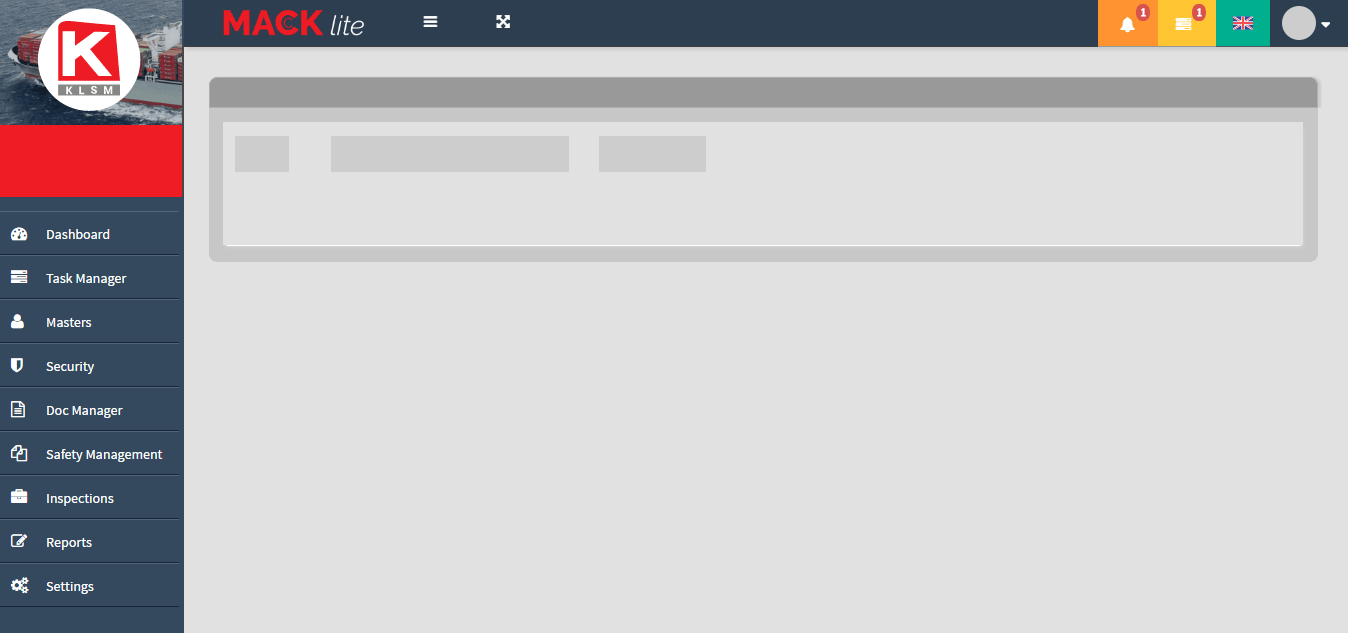 KLSM
MACK lite
1
1
Dashboard
Task Manager
Masters
Security
Doc Manager
Safety Management
Inspections
Reports
Settings